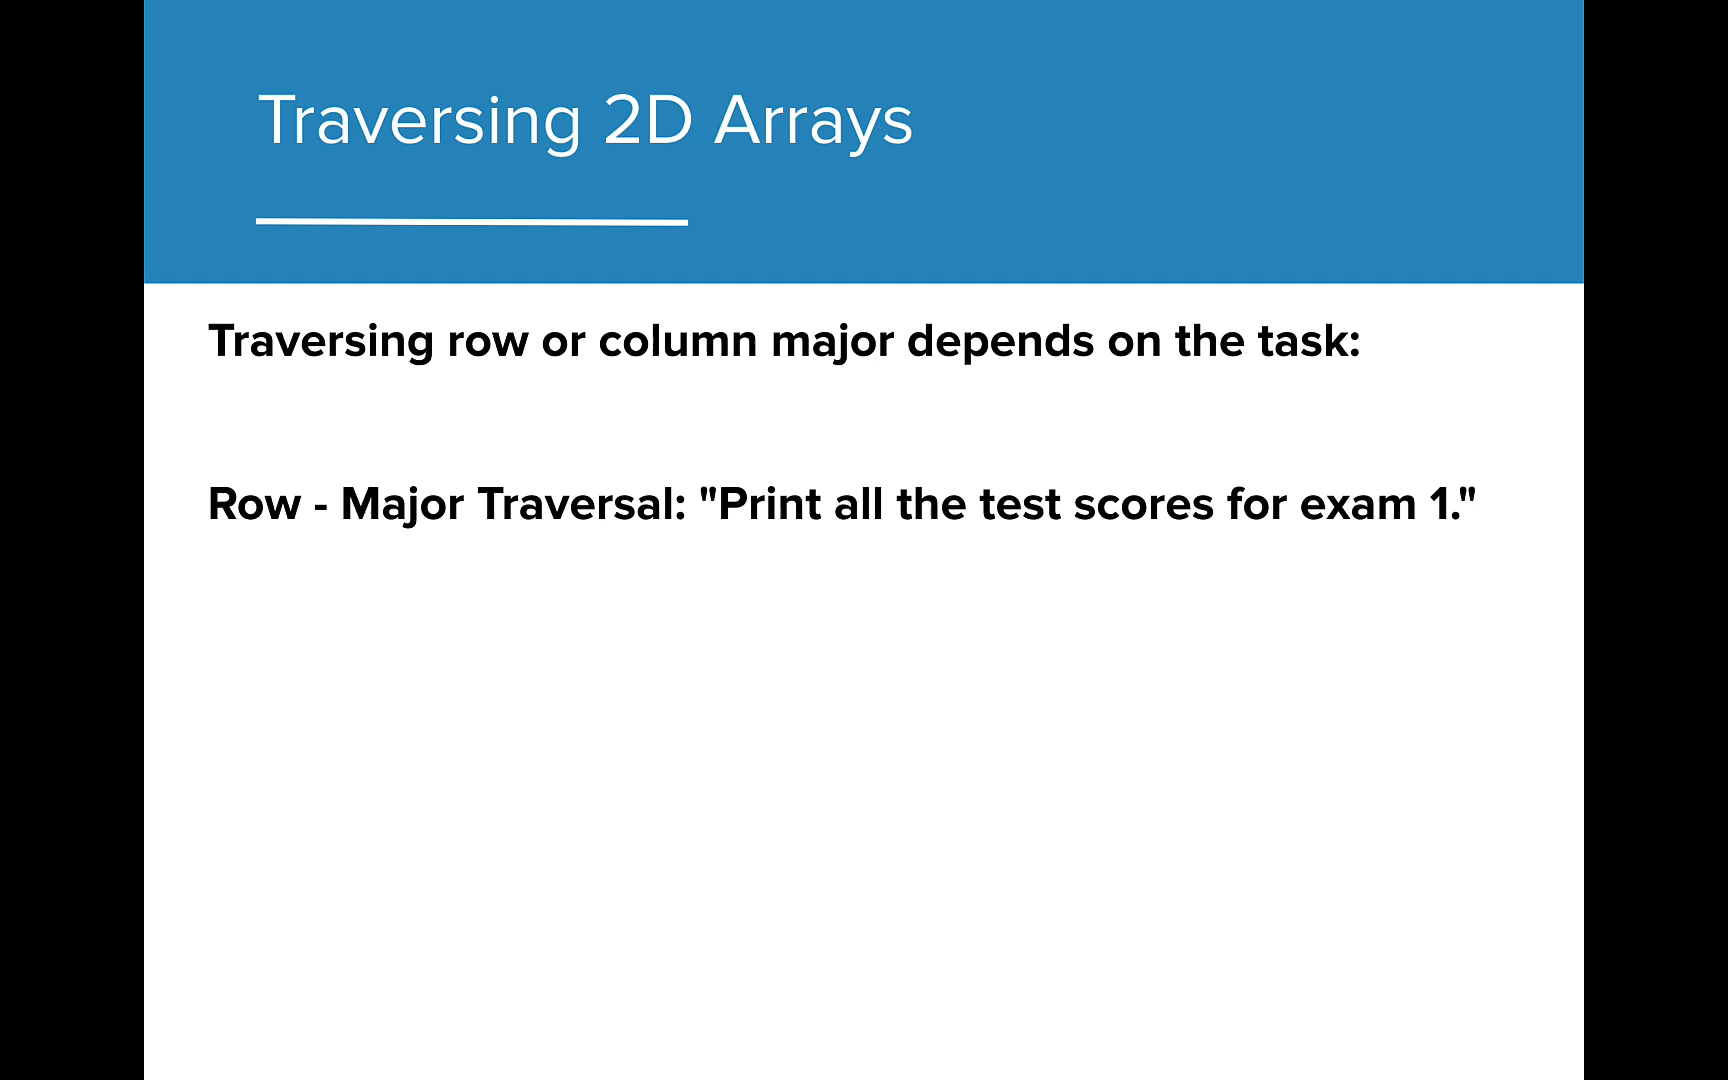 Traversing 2D Arrays
Traversing row or column major depends on the task:
Row - Major Traversal: "Print all the test scores for exam 1."